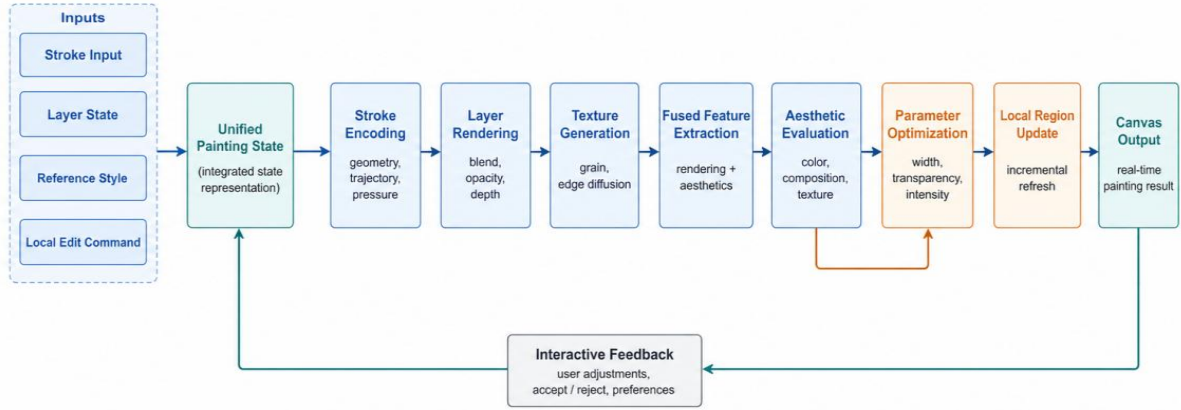 Inputs
Stroke Input
Layer State
Reference Style
Local Edit Command
Unified
Painting State
(integrated state
representation)
Stroke
Encoding
geometry,
trajectory,
pressure
Layer
Rendering
blend,
opacity,
depth
Texture
Generation
grain,
edge diffusion
Fused Feature
Extraction
rendering +
aesthetics
Aesthetic
Evaluation
color,
composition,
texture
Parameter
Optimization
width,
transparency,
intensity
Local Region
Update
incremental
refresh
Canvas
Output
real-time
painting result
Interactive Feedback
user adjustments,
accept / reject, preferences